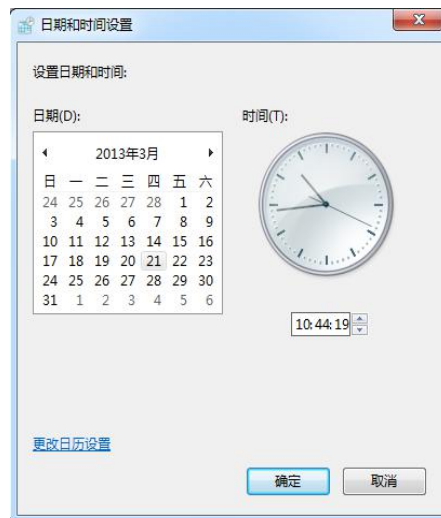 日期和时间设置
设置日期和时间:
日期(D):
时间(T):
2013年3月
日 一 二 三 四 五 六
24 25 26 27 28 1 2
3 4 5 6 7 8 9
10 11 12 13 14 15 16
17 18 19 20 21 22 23
24 25 26 27 28 29 30
31 1 2 3 4 5 6
10:44:19
更改日历设置
确定
取消